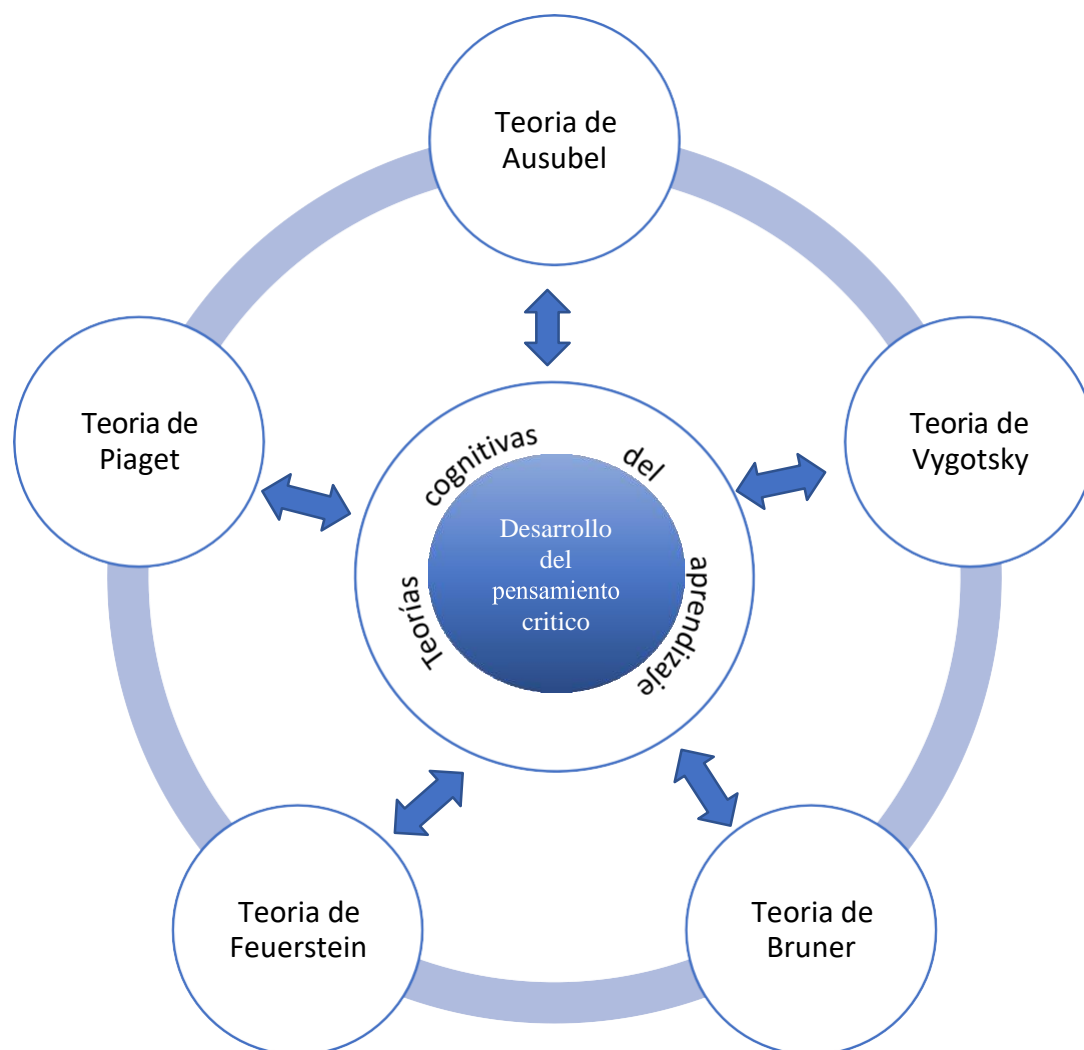 Teoria de
Ausubel
Teoria de
Piaget
Teoria de
Vygotsky
Teorías cognitivas del aprendizaje
Desarrollo
del
pensamiento
critico
Teoria de
Feuerstein
Teoria de
Bruner